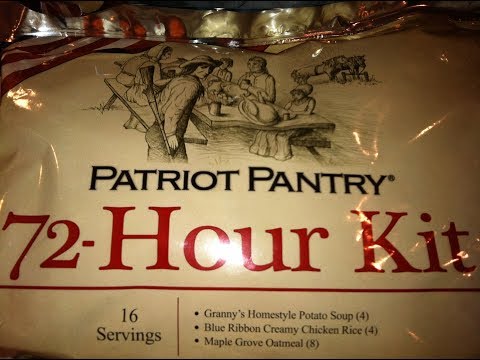 PATRIOT PANTRY®
72-Hour Kit
16
Servings
• Granny's Homestyle Potato Soup (4)
• Blue Ribbon Creamy Chicken Rice (4)
• Maple Grove Oatmeal (8)